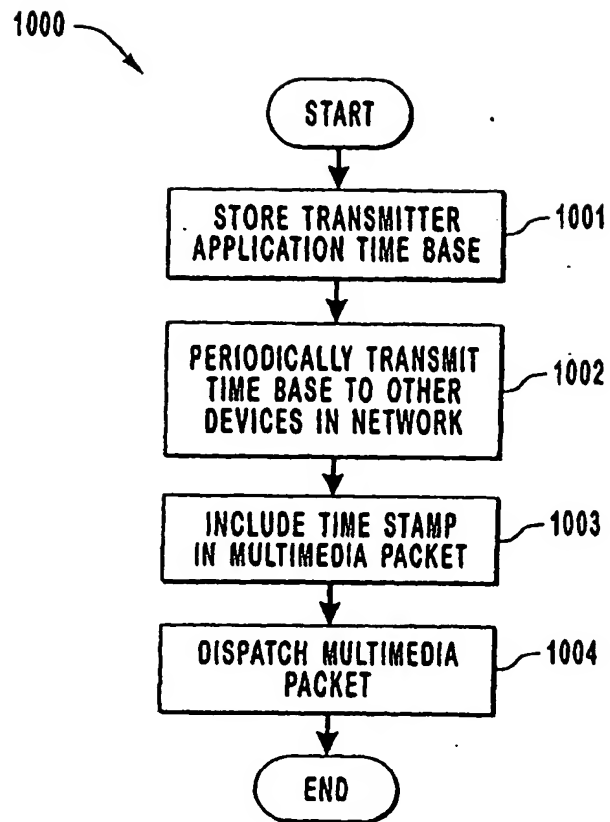 1000
START
STORE TRANSMITTER
APPLICATION TIME BASE
1001
PERIODICALLY TRANSMIT
TIME BASE TO OTHER
DEVICES IN NETWORK
1002
INCLUDE TIME STAMP
IN MULTIMEDIA PACKET
1003
DISPATCH MULTIMEDIA
PACKET
1004
END